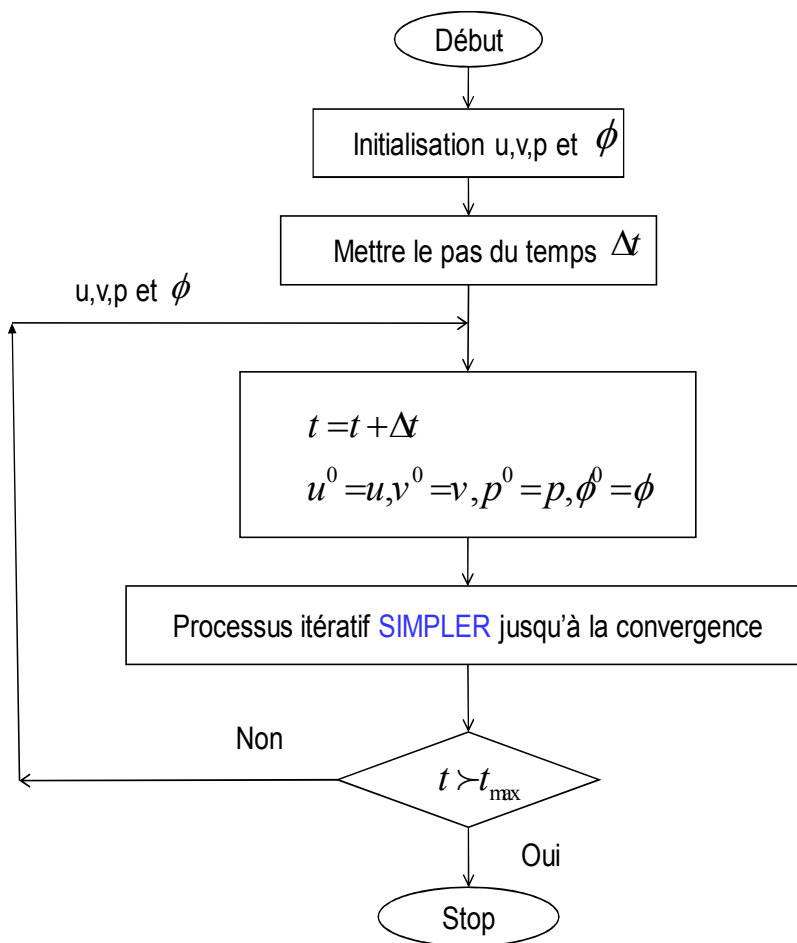 Début
Initialisation u,v,p et ϕ
Mettre le pas du temps Δt
u,v,p et ϕ
t = t + Δt
u⁰ = u, v⁰ = v, p⁰ = p, ϕ⁰ = ϕ
Processus itératif SIMPLER jusqu'à la convergence
Non
t ≻ t_max
Oui
Stop